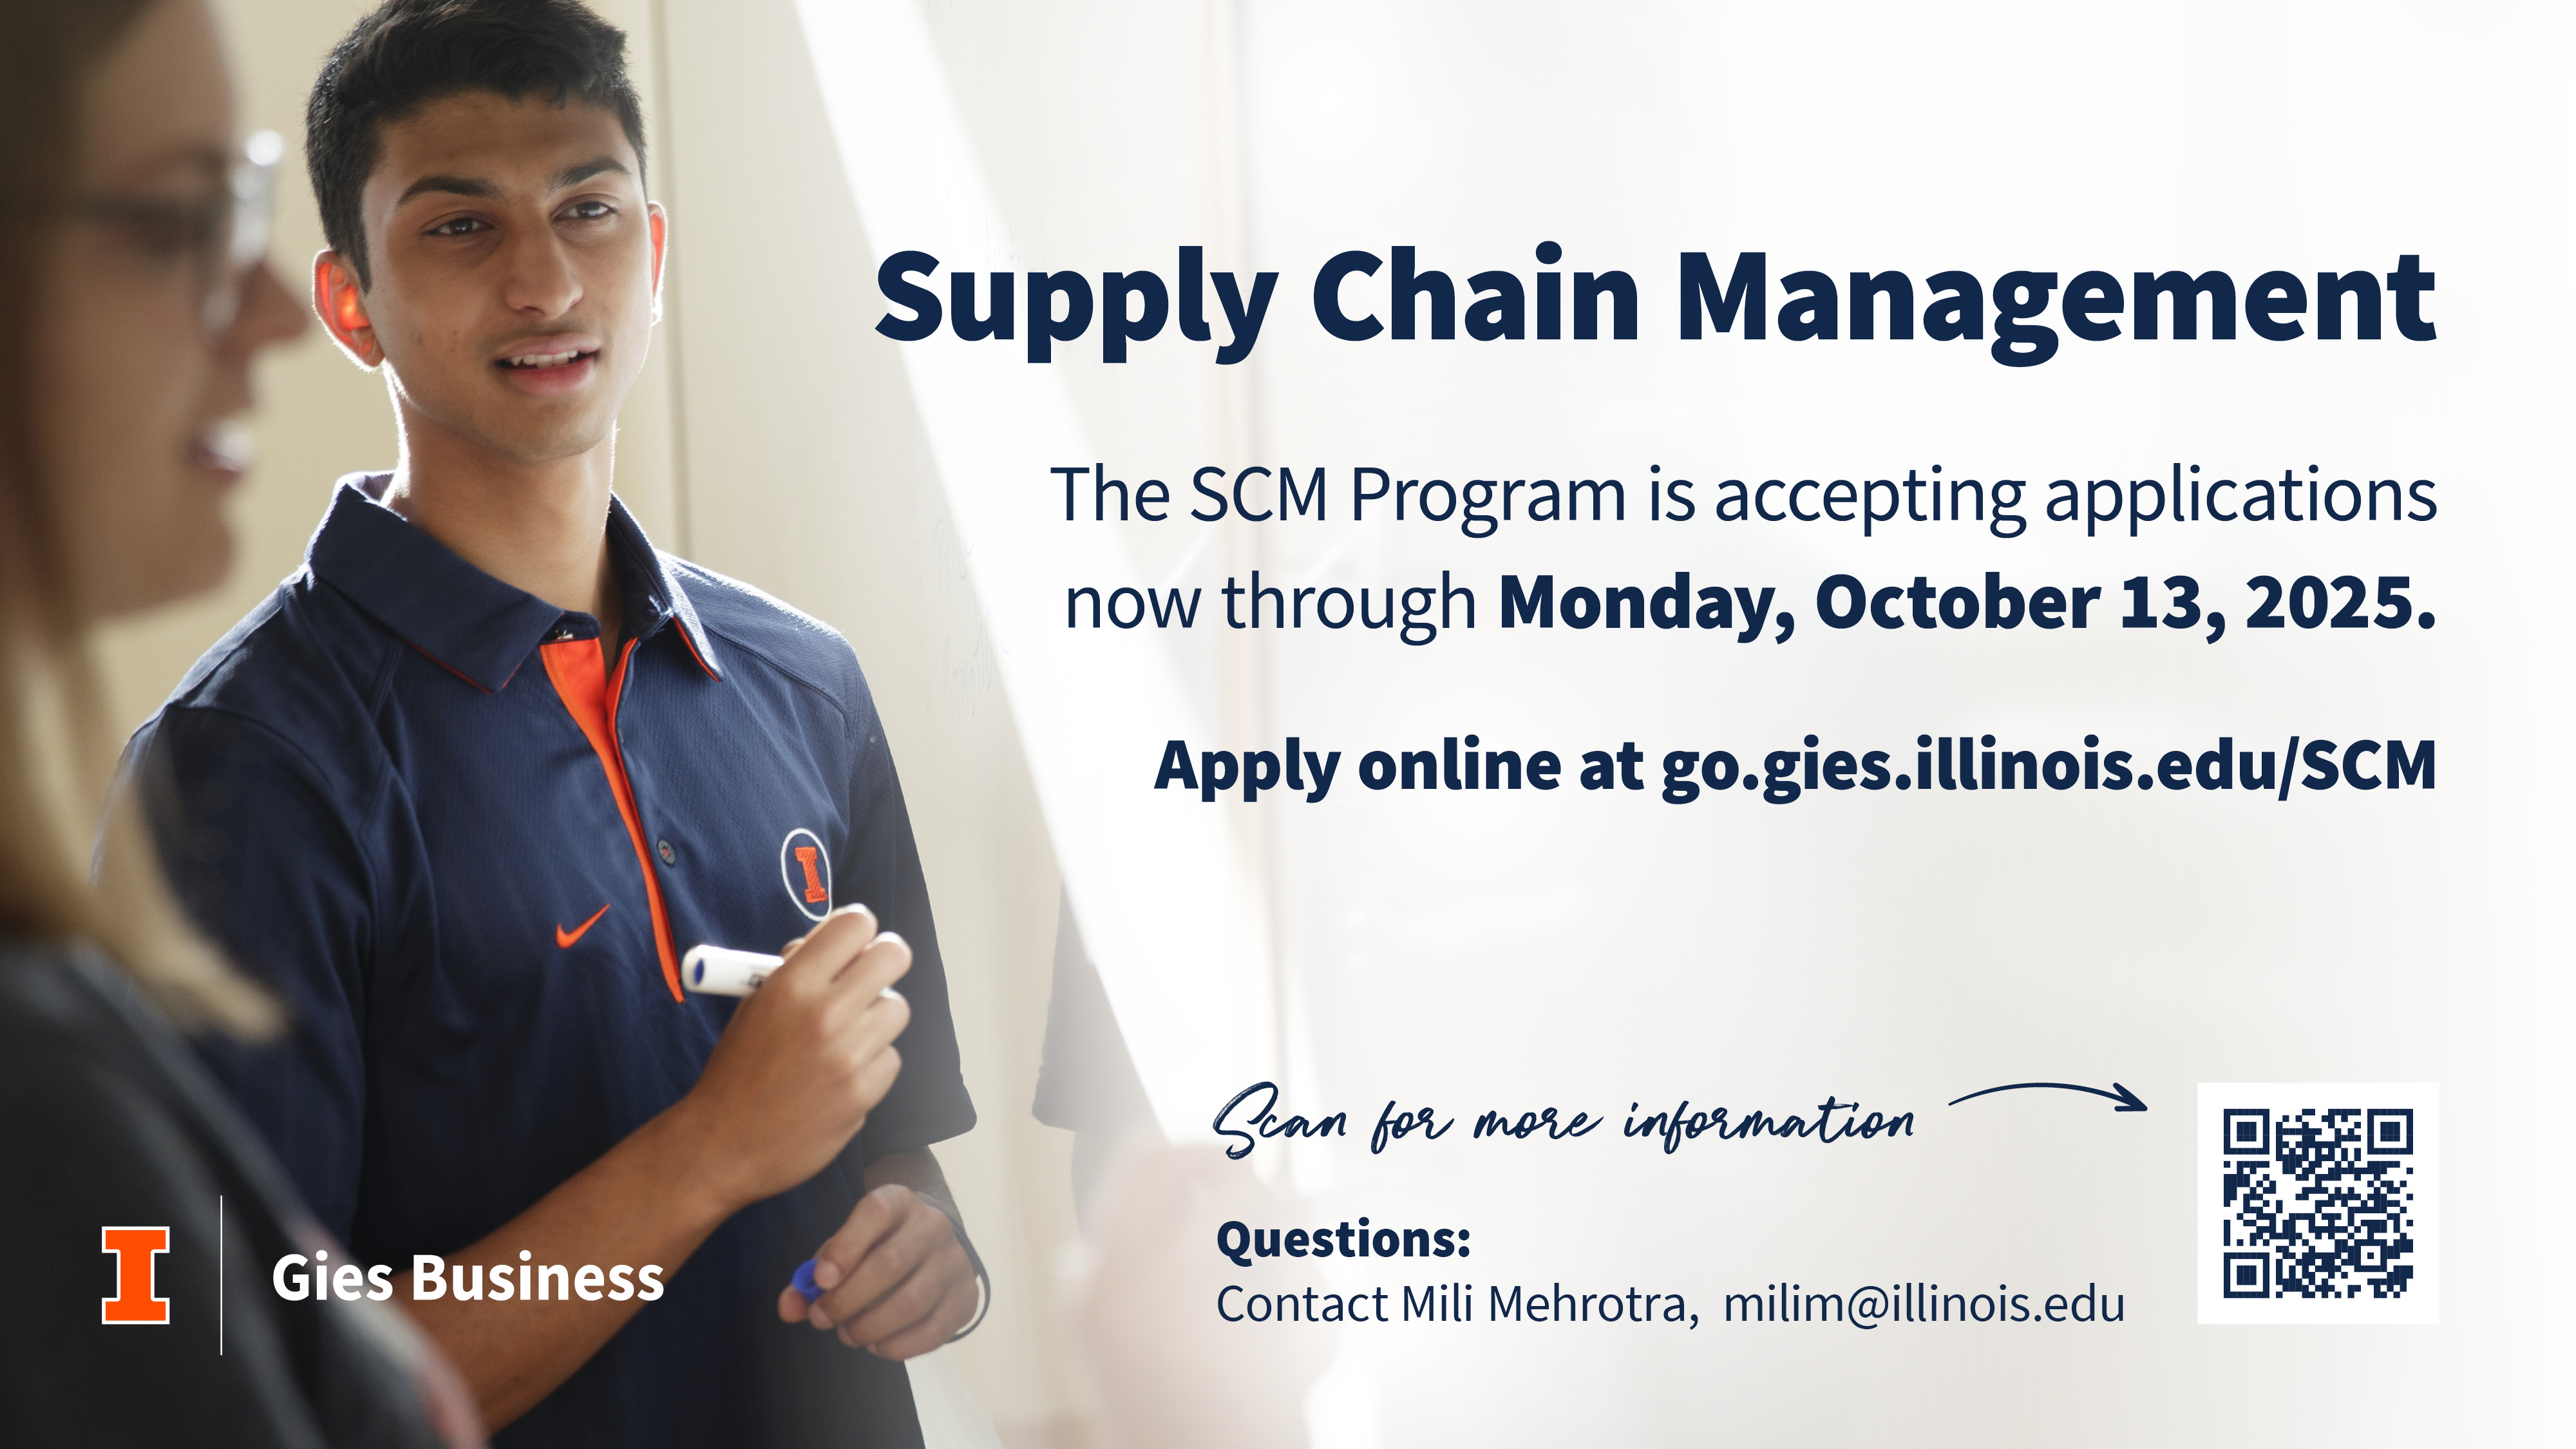 Supply Chain Management
The SCM Program is accepting applications
now through Monday, October 13, 2025.
Apply online at go.gies.illinois.edu/SCM
Scan for more information
Questions:
Contact Mili Mehrotra, milim@illinois.edu
I
Gies Business
I